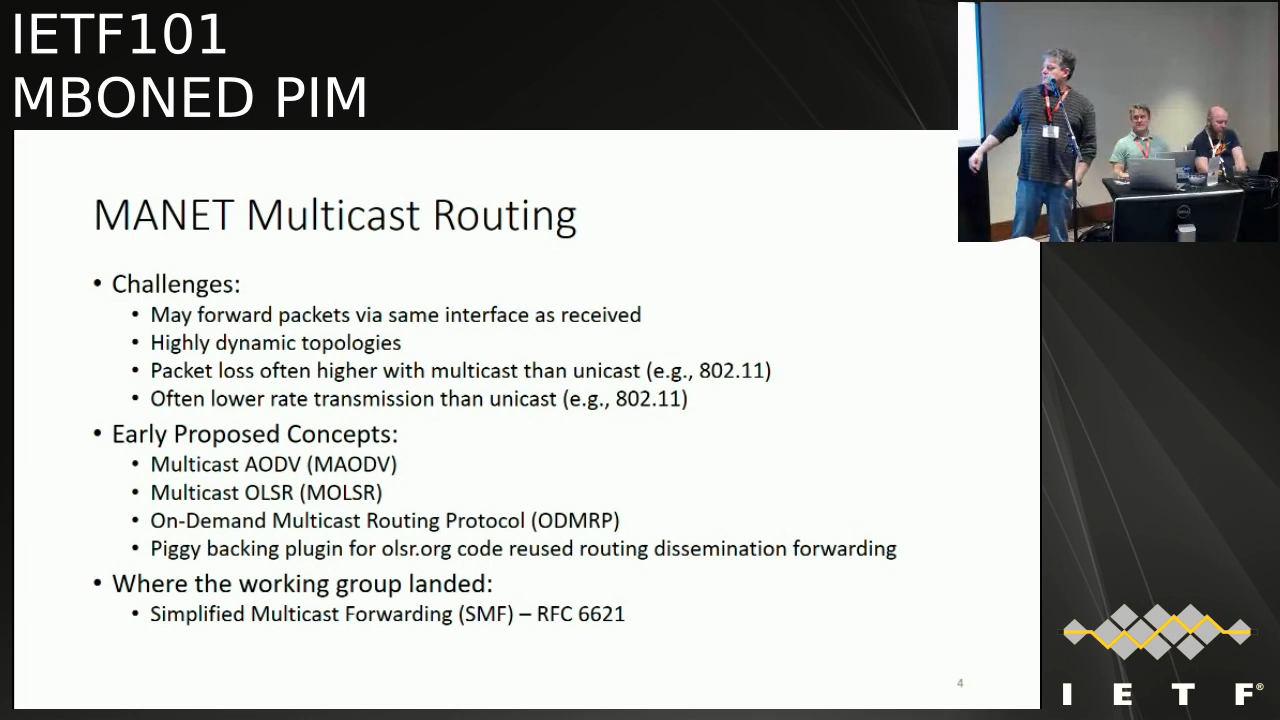 IETF101
MBONED PIM
MANET Multicast Routing
• Challenges:
• May forward packets via same interface as received
• Highly dynamic topologies
• Packet loss often higher with multicast than unicast (e.g., 802.11)
• Often lower rate transmission than unicast (e.g., 802.11)
• Early Proposed Concepts:
• Multicast AODV (MAODV)
• Multicast OLSR (MOLSR)
• On-Demand Multicast Routing Protocol (ODMRP)
• Piggy backing plugin for olsr.org code reused routing dissemination forwarding
• Where the working group landed:
• Simplified Multicast Forwarding (SMF) – RFC 6621
4
I E T F®